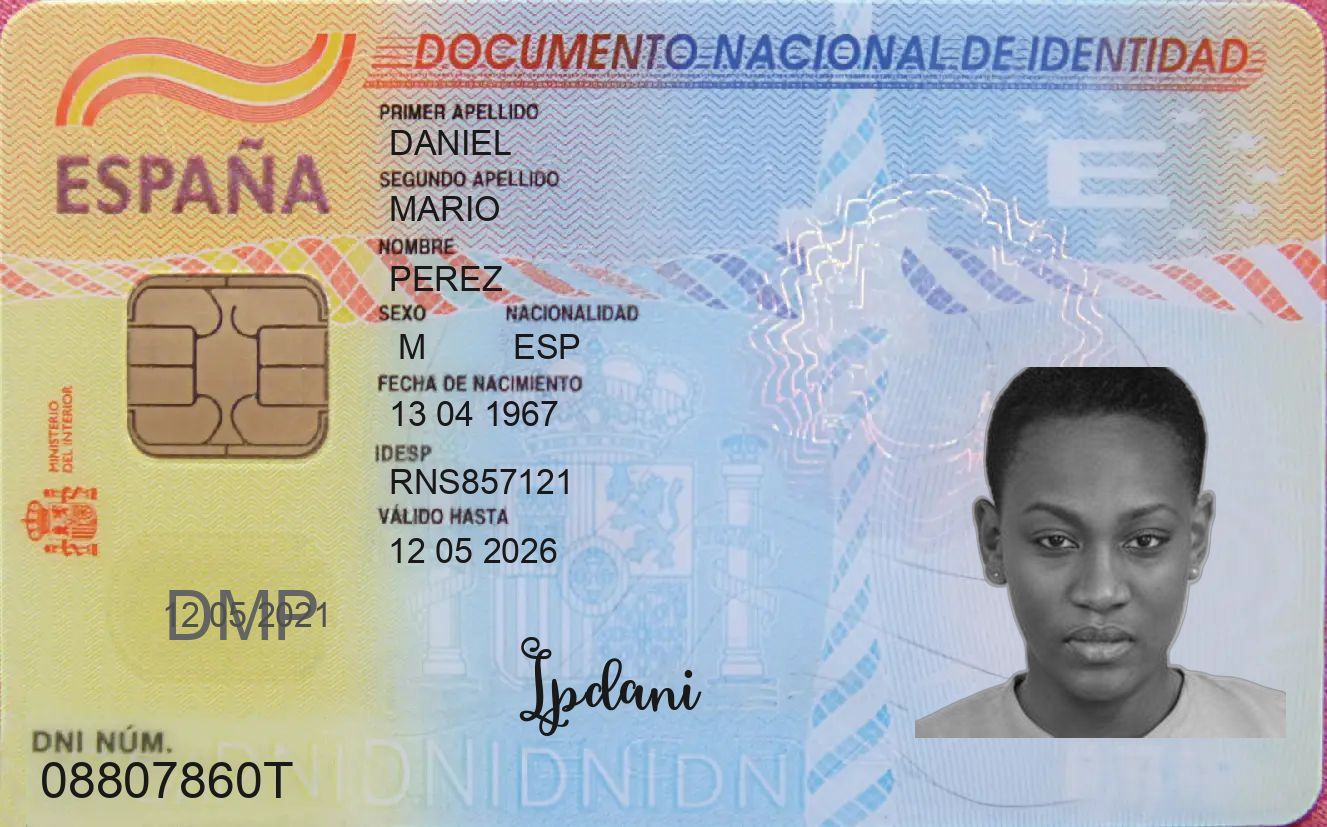 DOCUMENTO NACIONAL DE IDENTIDAD
ESPAÑA
PRIMER APELLIDO
DANIEL
SEGUNDO APELLIDO
MARIO
NOMBRE
PEREZ
SEXO NACIONALIDAD
M ESP
FECHA DE NACIMIENTO
13 04 1967
IDESP
RNS857121
VÁLIDO HASTA
12 05 2026
MINISTERIO
DEL INTERIOR
E
DMP
12 05 2021
Ipdani
DNI NÚM.
08807860T
DNIDNIDNIDNI